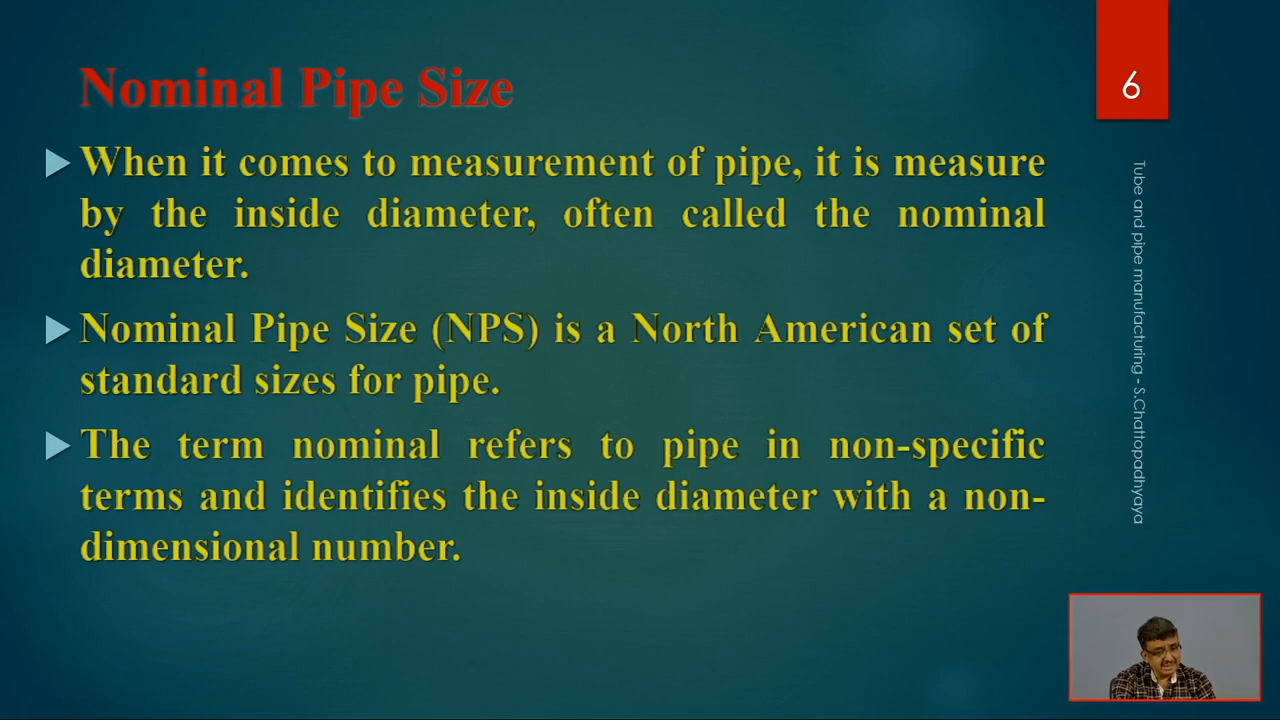 Nominal Pipe Size
6
When it comes to measurement of pipe, it is measure
by the inside diameter, often called the nominal
diameter.
Nominal Pipe Size (NPS) is a North American set of
standard sizes for pipe.
The term nominal refers to pipe in non-specific
terms and identifies the inside diameter with a non-
dimensional number.
Tube and pipe manufacturing - S.Chattopadhyaya